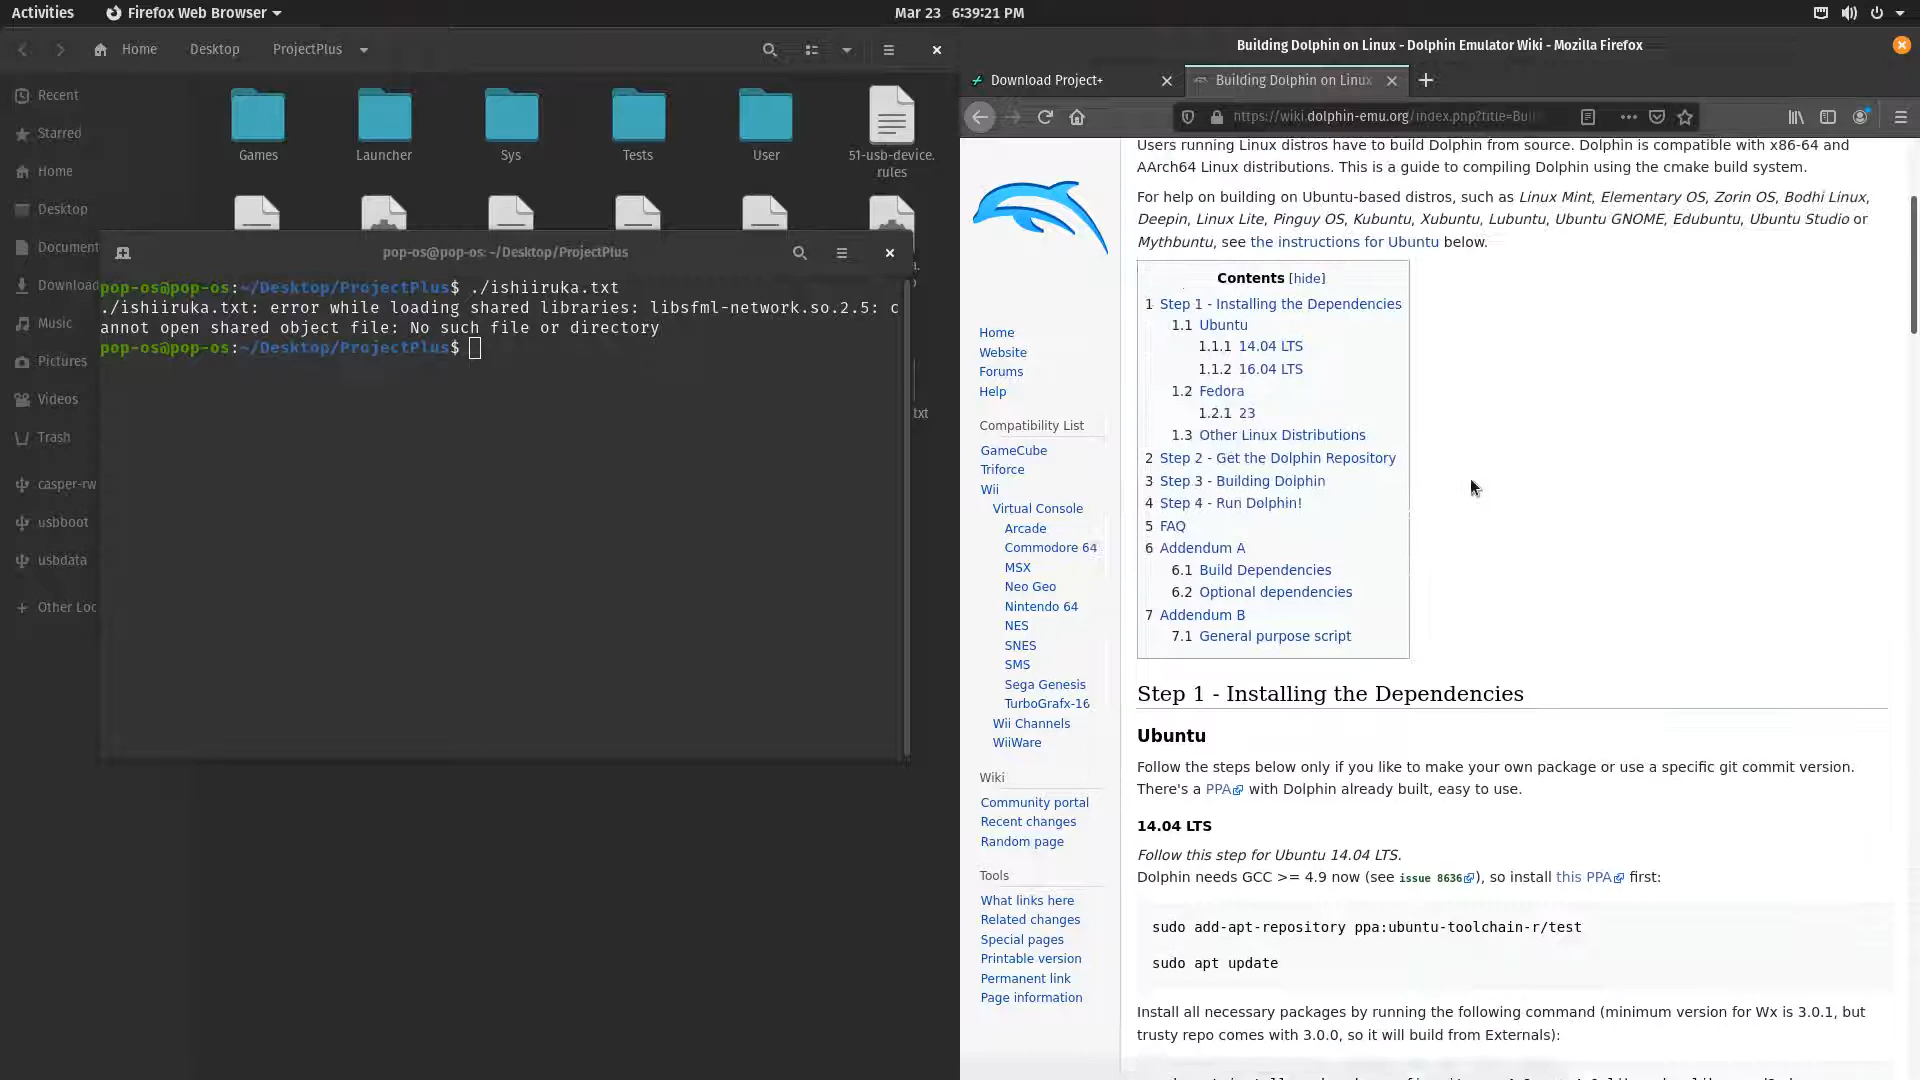 Activities
Firefox Web Browser
Mar 23 6:39:21 PM
Home
Desktop
ProjectPlus
Recent
Starred
Home
Desktop
Document
Download
Music
Pictures
Videos
Trash
casper-rw
usbboot
usbdata
Other Loc
Games
Launcher
Sys
Tests
User
51-usb-device.
rules
txt
pop-os@pop-os: ~/Desktop/ProjectPlus
pop-os@pop-os:~/Desktop/ProjectPlus$ ./ishiiruka.txt
./ishiiruka.txt: error while loading shared libraries: libsfml-network.so.2.5: c
annot open shared object file: No such file or directory
pop-os@pop-os:~/Desktop/ProjectPlus$
Building Dolphin on Linux - Dolphin Emulator Wiki - Mozilla Firefox
Download Project+
Building Dolphin on Linux
https://wiki.dolphin-emu.org/index.php?title=Bui
Home
Website
Forums
Help
Compatibility List
GameCube
Triforce
Wii
Virtual Console
Arcade
Commodore 64
MSX
Neo Geo
Nintendo 64
NES
SNES
SMS
Sega Genesis
TurboGrafx-16
Wii Channels
WiiWare
Wiki
Community portal
Recent changes
Random page
Tools
What links here
Related changes
Special pages
Printable version
Permanent link
Page information
Users running Linux distros have to build Dolphin from source. Dolphin is compatible with x86-64 and
AArch64 Linux distributions. This is a guide to compiling Dolphin using the cmake build system.
For help on building on Ubuntu-based distros, such as Linux Mint, Elementary OS, Zorin OS, Bodhi Linux,
Deepin, Linux Lite, Pinguy OS, Kubuntu, Xubuntu, Lubuntu, Ubuntu GNOME, Edubuntu, Ubuntu Studio or
Mythbuntu, see the instructions for Ubuntu below.
Contents [hide]
1 Step 1 - Installing the Dependencies
1.1 Ubuntu
1.1.1 14.04 LTS
1.1.2 16.04 LTS
1.2 Fedora
1.2.1 23
1.3 Other Linux Distributions
2 Step 2 - Get the Dolphin Repository
3 Step 3 - Building Dolphin
4 Step 4 - Run Dolphin!
5 FAQ
6 Addendum A
6.1 Build Dependencies
6.2 Optional dependencies
7 Addendum B
7.1 General purpose script
Step 1 - Installing the Dependencies
Ubuntu
Follow the steps below only if you like to make your own package or use a specific git commit version.
There's a PPA with Dolphin already built, easy to use.
14.04 LTS
Follow this step for Ubuntu 14.04 LTS.
Dolphin needs GCC >= 4.9 now (see issue 8636), so install this PPA first:
sudo add-apt-repository ppa:ubuntu-toolchain-r/test
sudo apt update
Install all necessary packages by running the following command (minimum version for Wx is 3.0.1, but
trusty repo comes with 3.0.0, so it will build from Externals):